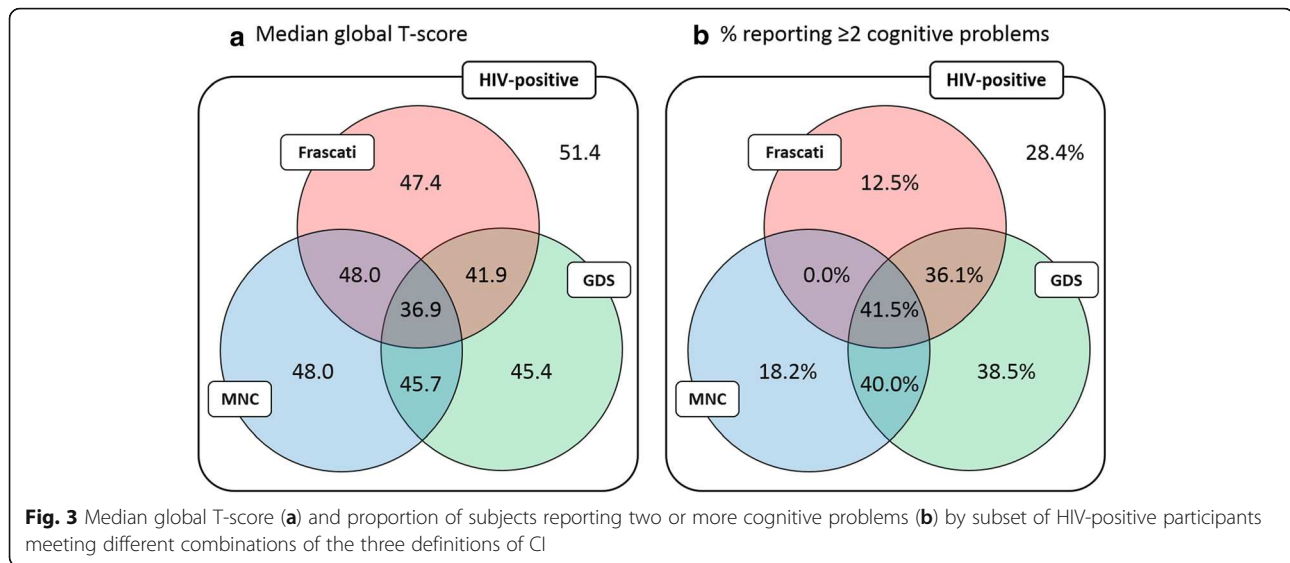 a Median global T-score
HIV-positive
Frascati
51.4
47.4
48.0
41.9
GDS
36.9
48.0
45.7
45.4
MNC
b % reporting ≥2 cognitive problems
HIV-positive
Frascati
28.4%
12.5%
0.0%
36.1%
GDS
41.5%
18.2%
40.0%
38.5%
MNC
Fig. 3 Median global T-score (a) and proportion of subjects reporting two or more cognitive problems (b) by subset of HIV-positive participants
meeting different combinations of the three definitions of CI